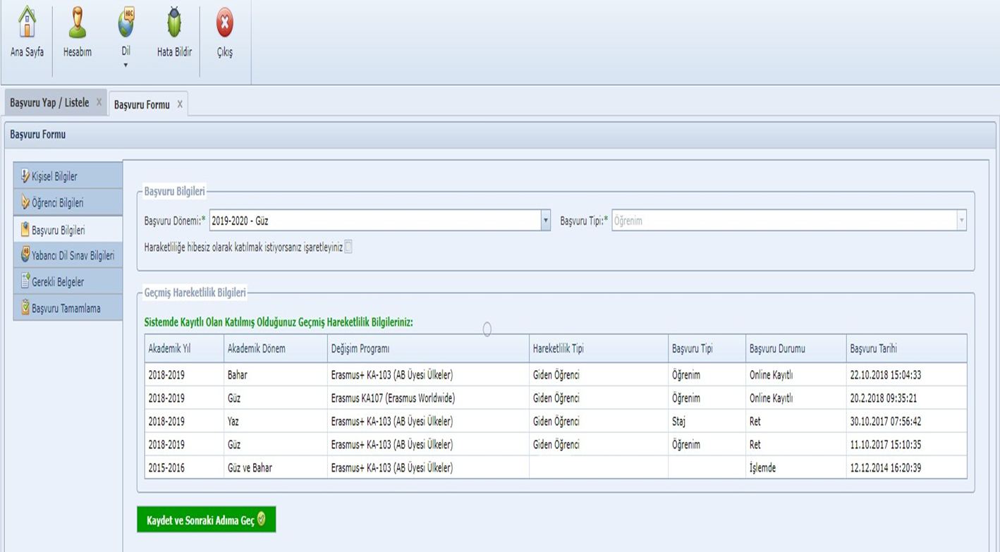 Ana Sayfa Hesabım Dil Hata Bildir Çıkış
Başvuru Yap / Listele X Başvuru Formu X
Başvuru Formu
Kişisel Bilgiler
Öğrenci Bilgileri
Başvuru Bilgileri
Yabancı Dil Sınav Bilgileri
Gerekli Belgeler
Başvuru Tamamlama
Başvuru Bilgileri
Başvuru Dönemi:* 2019-2020 - Güz Başvuru Tipi:* Öğrenim
Haraketliliğe hibesiz olarak katılmak istiyorsanız işaretleyiniz
Geçmiş Hareketlilik Bilgileri
Sistemde Kayıtlı Olan Katılmış Olduğunuz Geçmiş Hareketlilik Bilgileriniz:
Akademik Yıl Akademik Dönem Değişim Programı Hareketlilik Tipi Başvuru Tipi Başvuru Durumu Başvuru Tarihi
2018-2019 Bahar Erasmus+ KA-103 (AB Üyesi Ülkeler) Giden Öğrenci Öğrenim Online Kayıtlı 22.10.2018 15:04:33
2018-2019 Güz Erasmus KA107 (Erasmus Worldwide) Giden Öğrenci Öğrenim Online Kayıtlı 20.2.2018 09:35:21
2018-2019 Yaz Erasmus+ KA-103 (AB Üyesi Ülkeler) Giden Öğrenci Staj Ret 30.10.2017 07:56:42
2018-2019 Güz Erasmus+ KA-103 (AB Üyesi Ülkeler) Giden Öğrenci Öğrenim Ret 11.10.2017 15:10:35
2015-2016 Güz ve Bahar Erasmus+ KA-103 (AB Üyesi Ülkeler) İşlemde 12.12.2014 16:20:39
Kaydet ve Sonraki Adıma Geç